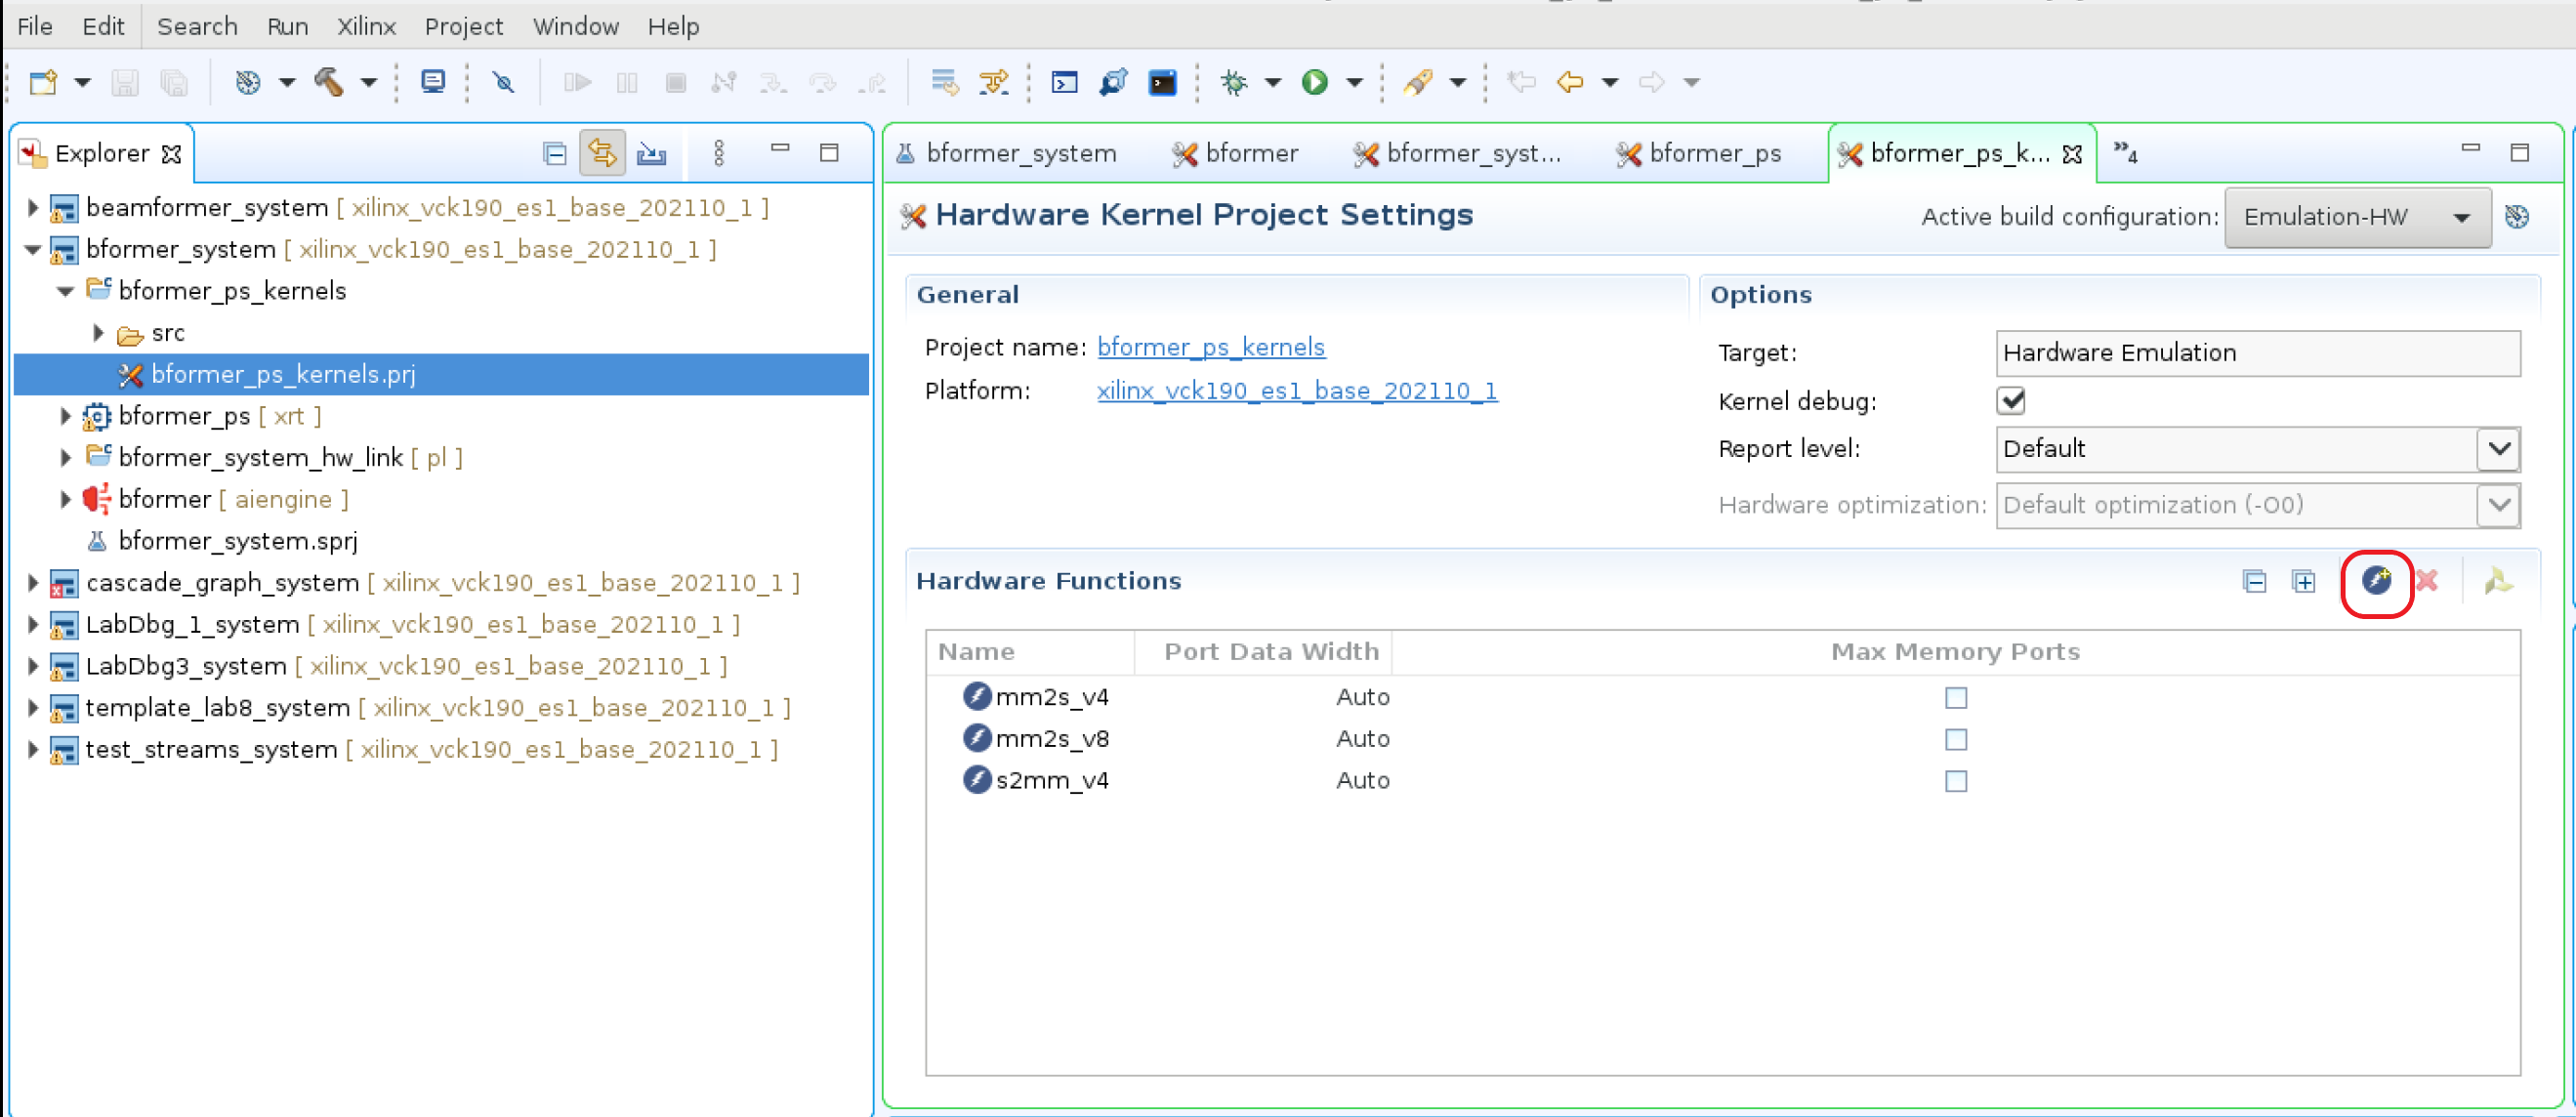 File Edit Search Run Xilinx Project Window Help
Explorer
beamformer_system [ xilinx_vck190_es1_base_202110_1 ]
bformer_system [ xilinx_vck190_es1_base_202110_1 ]
bformer_ps_kernels
src
bformer_ps_kernels.prj
bformer_ps [ xrt ]
bformer_system_hw_link [ pl ]
bformer [ aiengine ]
bformer_system.sprj
cascade_graph_system [ xilinx_vck190_es1_base_202110_1 ]
LabDbg_1_system [ xilinx_vck190_es1_base_202110_1 ]
LabDbg3_system [ xilinx_vck190_es1_base_202110_1 ]
template_lab8_system [ xilinx_vck190_es1_base_202110_1 ]
test_streams_system [ xilinx_vck190_es1_base_202110_1 ]
bformer_system bformer bformer_syst... bformer_ps bformer_ps_k... »4
Hardware Kernel Project Settings
Active build configuration: Emulation-HW
General
Project name: bformer_ps_kernels
Platform: xilinx_vck190_es1_base_202110_1
Options
Target: Hardware Emulation
Kernel debug:
Report level: Default
Hardware optimization: Default optimization (-O0)
Hardware Functions
Name Port Data Width Max Memory Ports
mm2s_v4 Auto
mm2s_v8 Auto
s2mm_v4 Auto